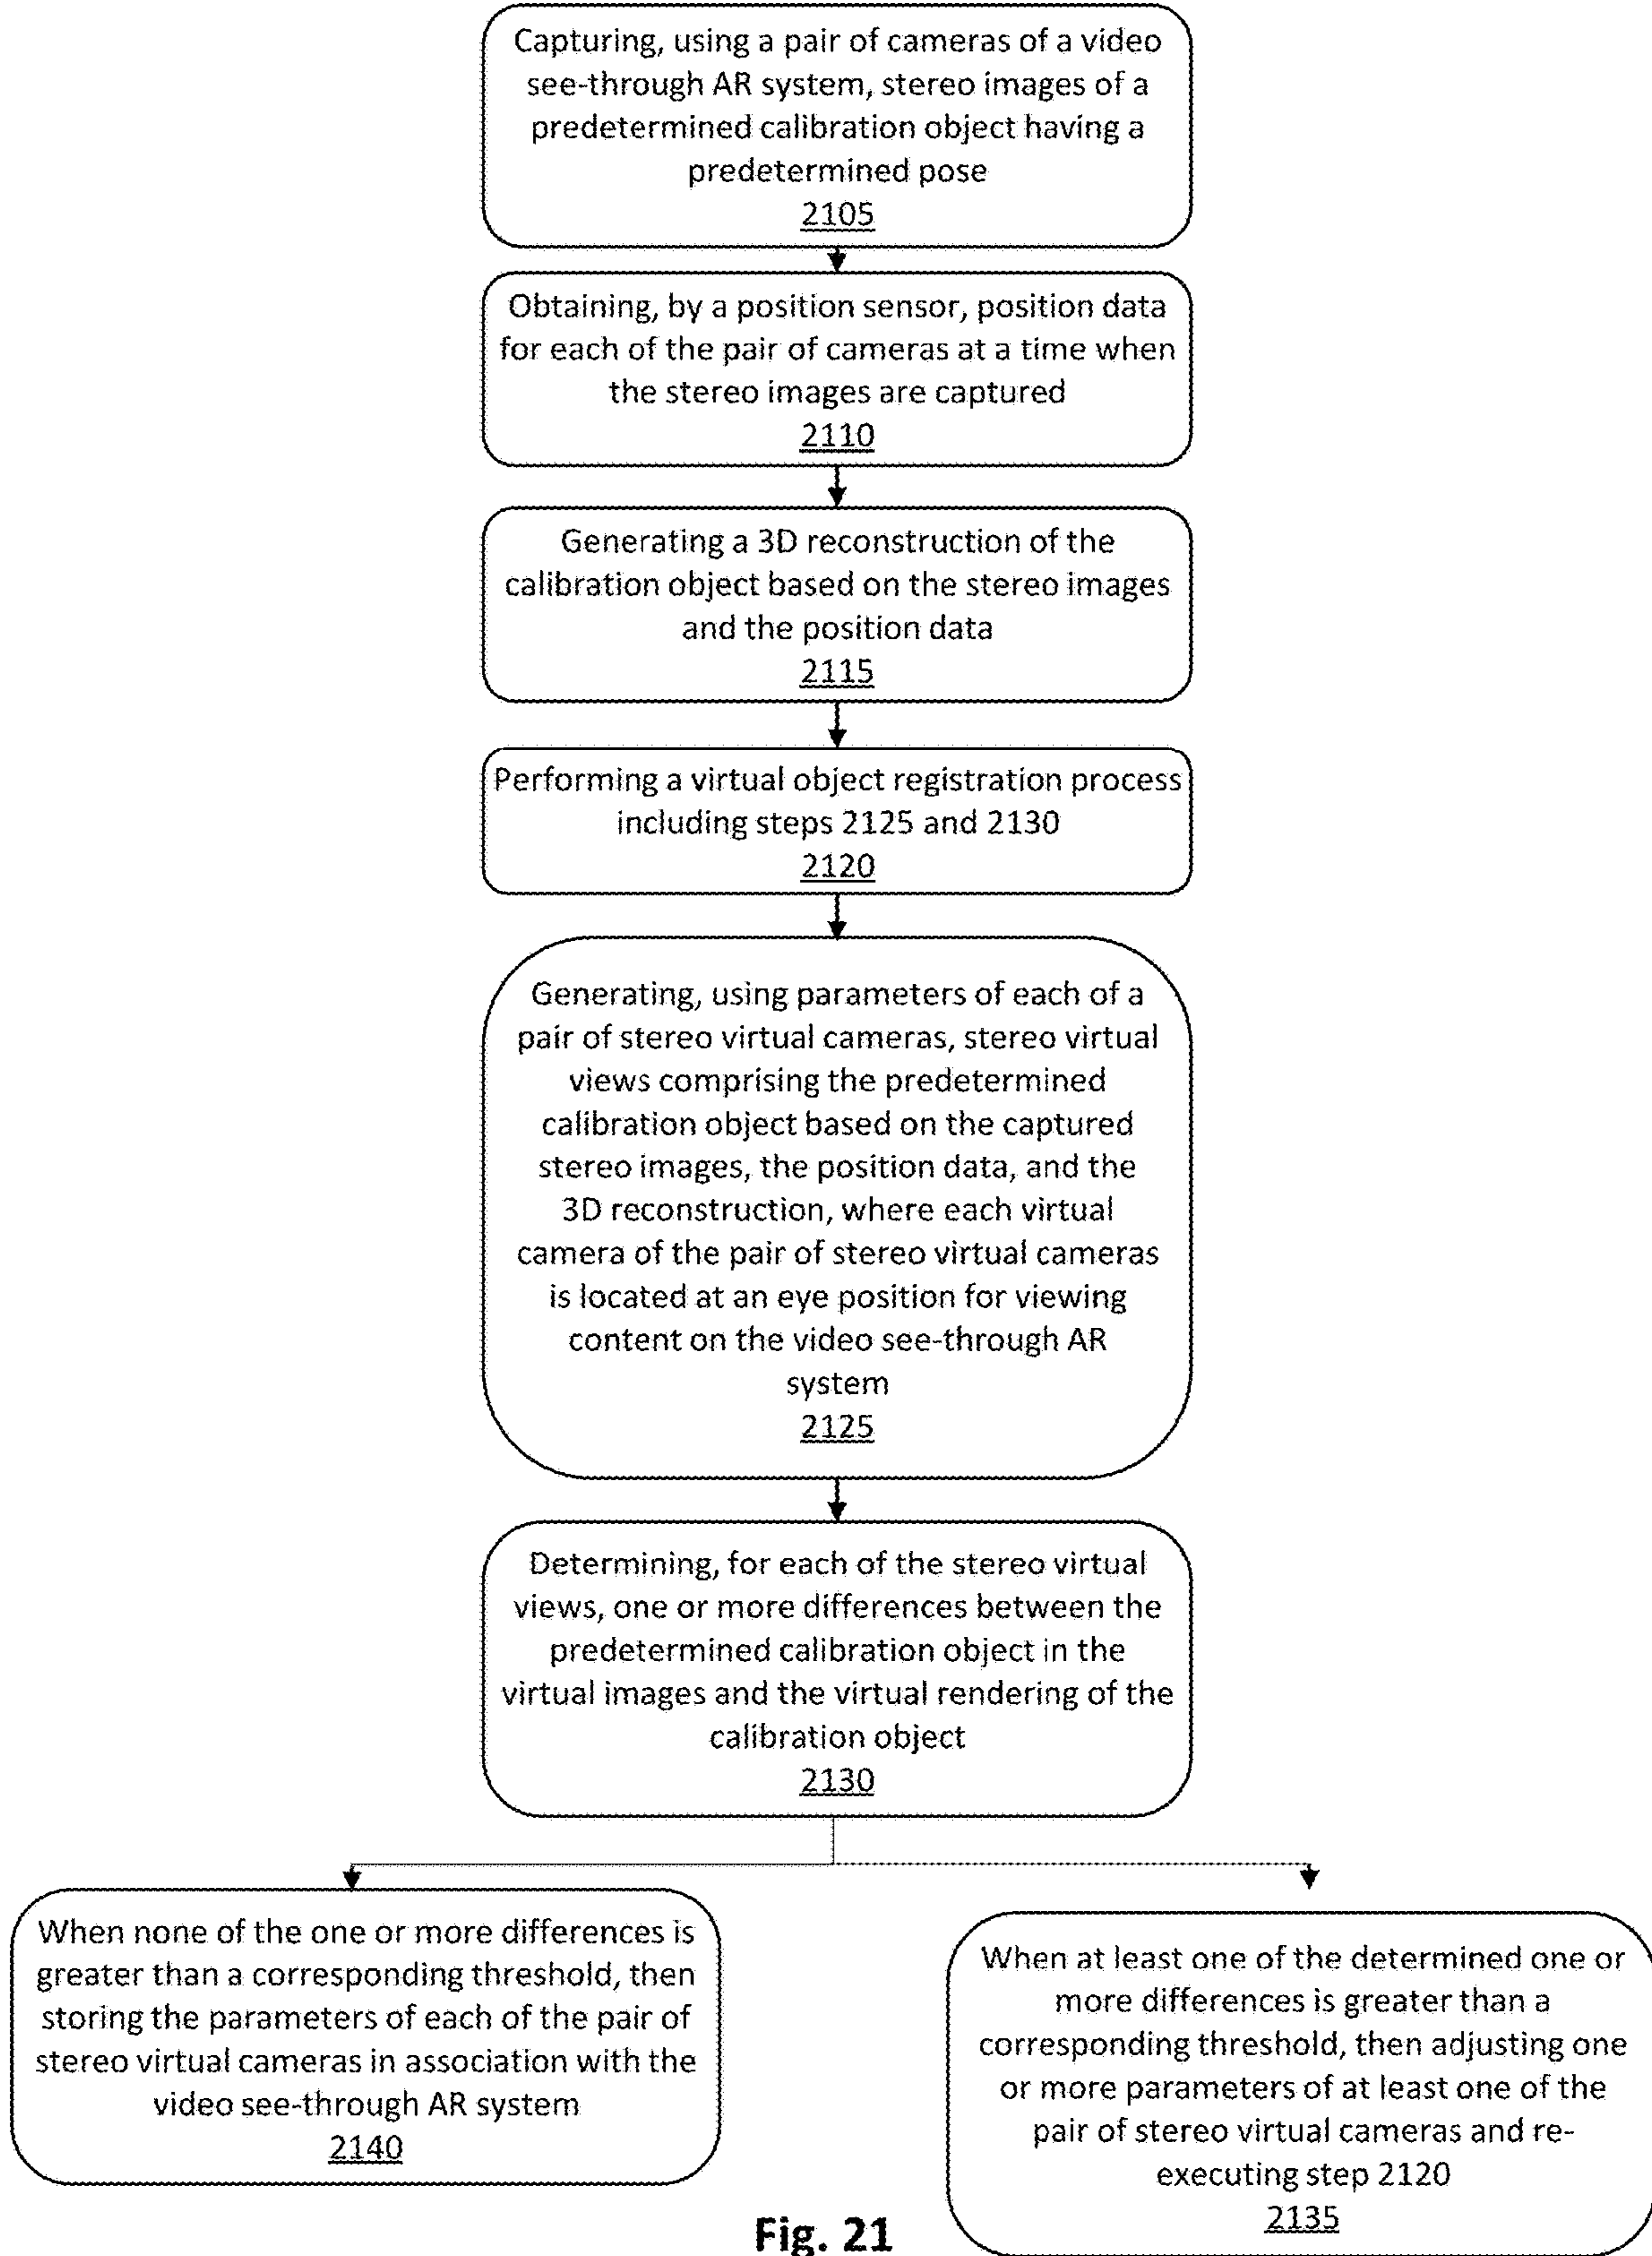 Capturing, using a pair of cameras of a video
see-through AR system, stereo images of a
predetermined calibration object having a
predetermined pose
2105
Obtaining, by a position sensor, position data
for each of the pair of cameras at a time when
the stereo images are captured
2110
Generating a 3D reconstruction of the
calibration object based on the stereo images
and the position data
2115
Performing a virtual object registration process
including steps 2125 and 2130
2120
Generating, using parameters of each of a
pair of stereo virtual cameras, stereo virtual
views comprising the predetermined
calibration object based on the captured
stereo images, the position data, and the
3D reconstruction, where each virtual
camera of the pair of stereo virtual cameras
is located at an eye position for viewing
content on the video see-through AR
system
2125
Determining, for each of the stereo virtual
views, one or more differences between the
predetermined calibration object in the
virtual images and the virtual rendering of the
calibration object
2130
When none of the one or more differences is
greater than a corresponding threshold, then
storing the parameters of each of the pair of
stereo virtual cameras in association with the
video see-through AR system
2140
When at least one of the determined one or
more differences is greater than a
corresponding threshold, then adjusting one
or more parameters of at least one of the
pair of stereo virtual cameras and re-
executing step 2120
2135
Fig. 21